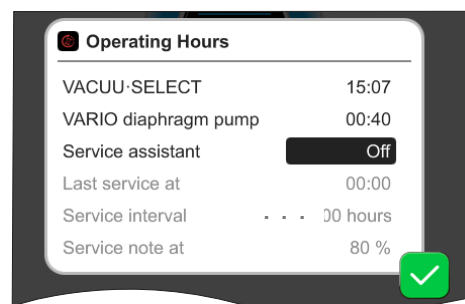 Operating Hours
VACUU·SELECT 15:07
VARIO diaphragm pump 00:40
Service assistant Off
Last service at 00:00
Service interval . . . 00 hours
Service note at 80 %